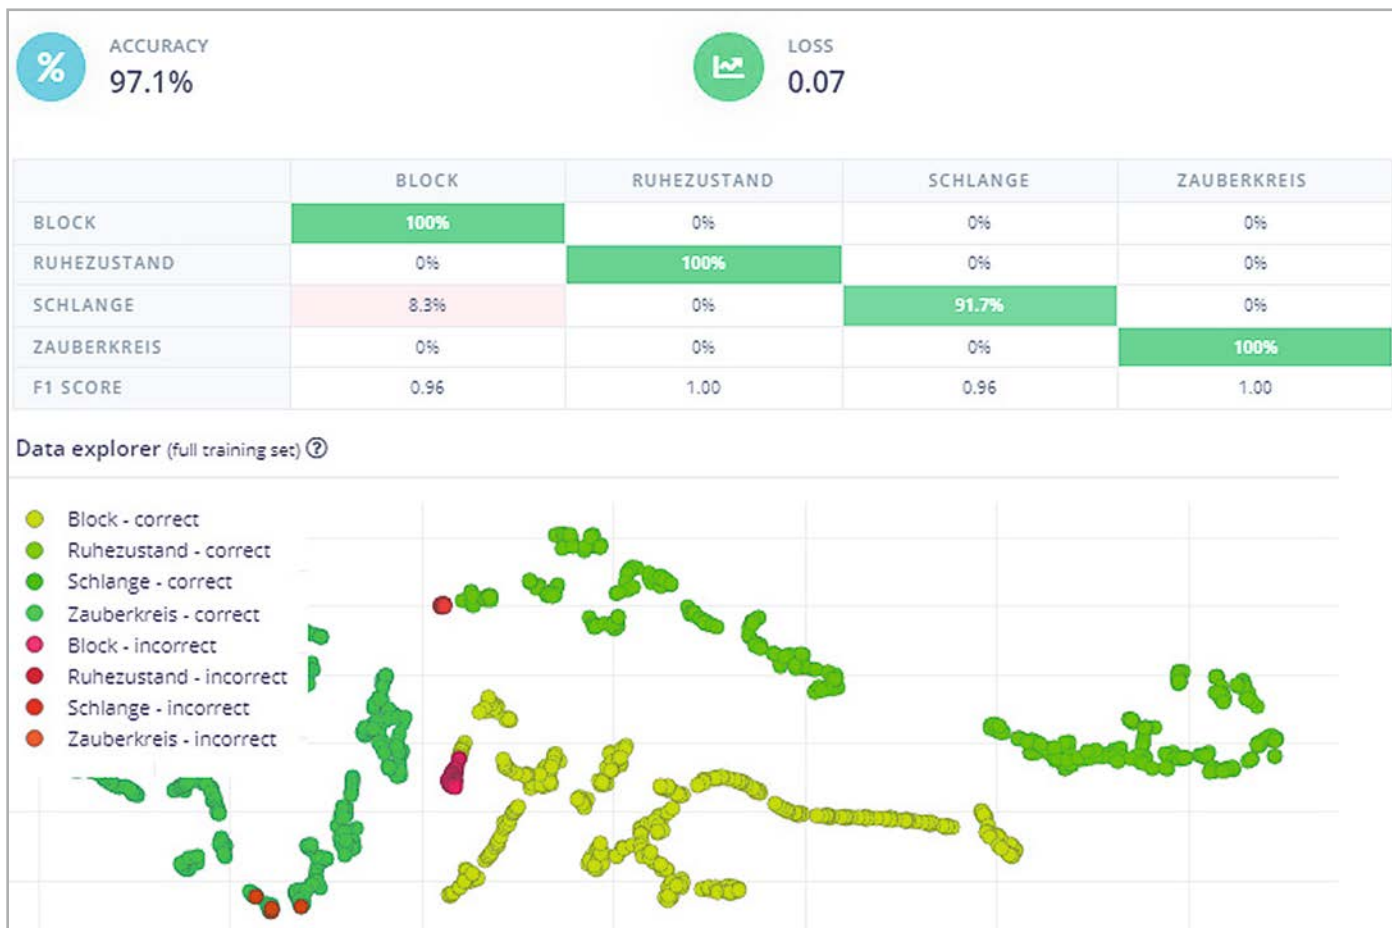 %
ACCURACY
97.1%
LOSS
0.07
BLOCK RUHEZUSTAND SCHLANGE ZAUBERKREIS
BLOCK 100% 0% 0% 0%
RUHEZUSTAND 0% 100% 0% 0%
SCHLANGE 8.3% 0% 91.7% 0%
ZAUBERKREIS 0% 0% 0% 100%
F1 SCORE 0.96 1.00 0.96 1.00
Data explorer (full training set) ?
Block - correct
Ruhezustand - correct
Schlange - correct
Zauberkreis - correct
Block - incorrect
Ruhezustand - incorrect
Schlange - incorrect
Zauberkreis - incorrect